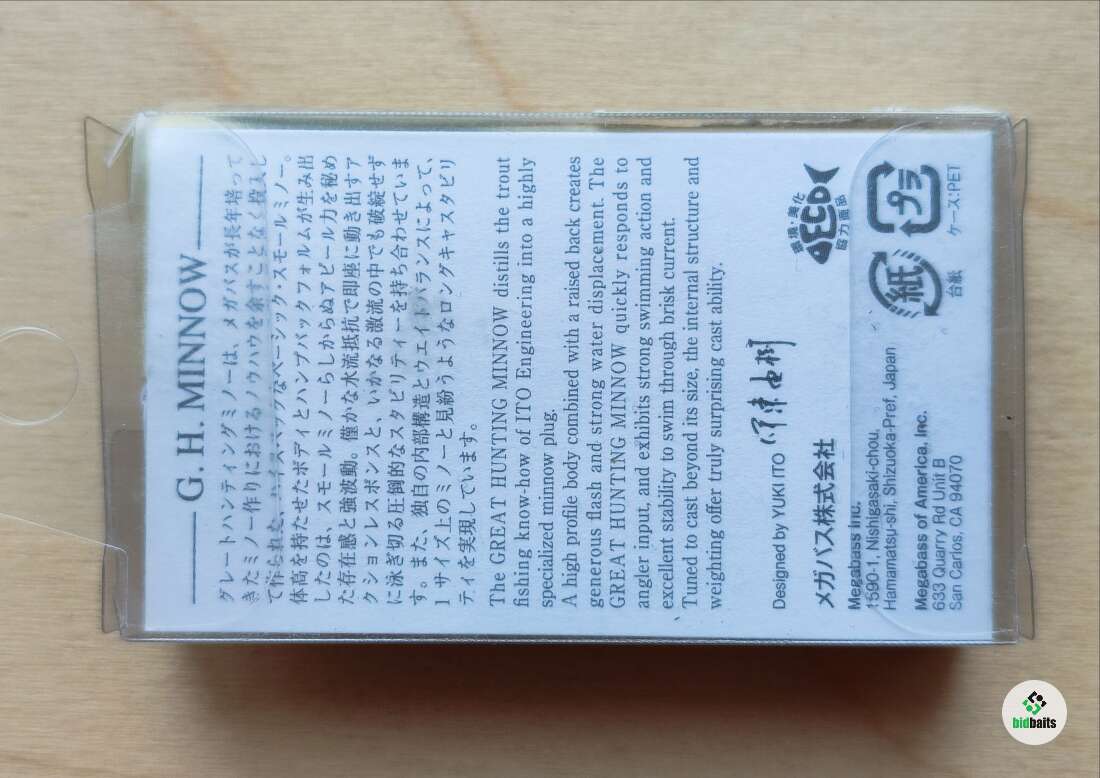 G. H. MINNOW
グレートハンティングミノーは、メガバスが長年培って
きたミノー作りにおけるノウハウを余すことなく投入し
て作られた、ハイスペックなベーシック・スモールミノー。
体高を持たせたボディとハンプバックフォルムが生み出
したのは、スモールミノーらしからぬアピール力を秘め
た存在感と強波動。僅かな水流抵抗で即座に動き出すア
クションレスポンスと、いかなる激流の中でも破綻せず
に泳ぎ切る圧倒的なスタビリティーを持ち合わせていま
す。また、独自の内部構造とウエイトバランスによって、
1サイズ上のミノーと見紛うようなロングキャスタビリ
ティを実現しています。
The GREAT HUNTING MINNOW distills the trout
fishing know-how of ITO Engineering into a highly
specialized minnow plug.
A high profile body combined with a raised back creates
generous flash and strong water displacement. The
GREAT HUNTING MINNOW quickly responds to
angler input, and exhibits strong swimming action and
excellent stability to swim through brisk current.
Tuned to cast beyond its size, the internal structure and
weighting offer truly surprising cast ability.
Designed by YUKI ITO 伊東由樹
メガバス株式会社
Megabass Inc.
1590-1, Nishigasaki-chou,
Hamamatsu-shi, Shizuoka-Pref, Japan
Megabass of America, Inc.
633 Quarry Rd Unit B
San Carlos, CA 94070
環境・美化
ECO
協力商品
紙
台紙
プラ
ケース:PET
bidbaits